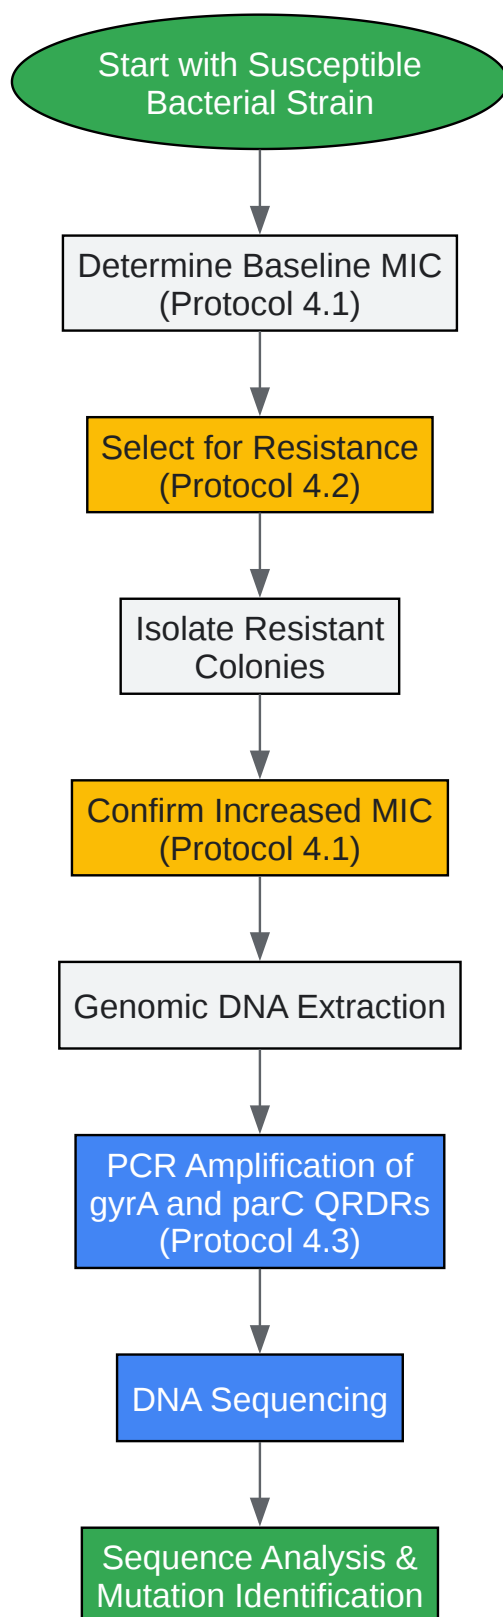 Start with Susceptible
Bacterial Strain
Determine Baseline MIC
(Protocol 4.1)
Select for Resistance
(Protocol 4.2)
Isolate Resistant
Colonies
Confirm Increased MIC
(Protocol 4.1)
Genomic DNA Extraction
PCR Amplification of
gyrA and parC QRDRs
(Protocol 4.3)
DNA Sequencing
Sequence Analysis &
Mutation Identification